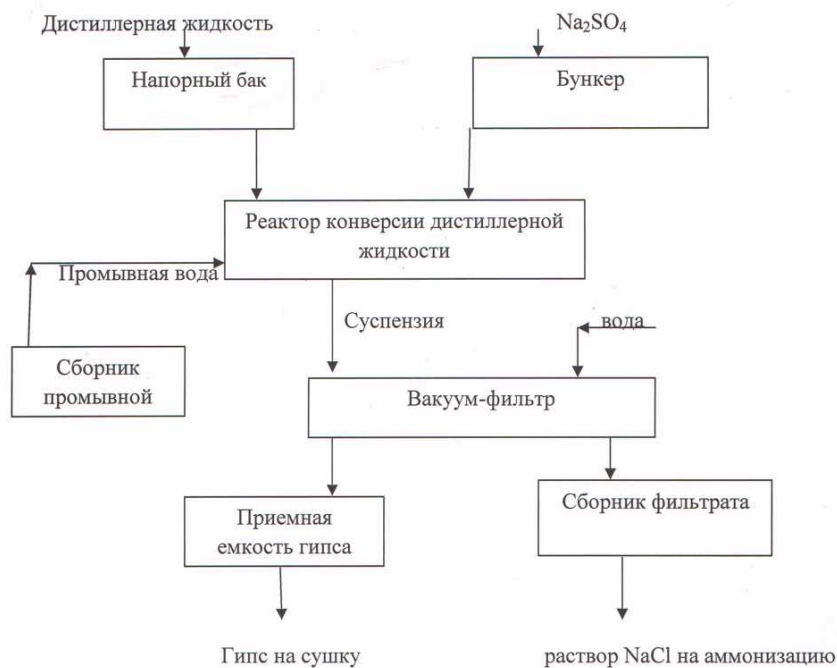 Дистиллерная жидкость
Na₂SO₄
Напорный бак
Бункер
Реактор конверсии дистиллерной
жидкости
Промывная вода
Суспензия
вода
Сборник
промывной
Вакуум-фильтр
Приемная
емкость гипса
Сборник фильтрата
Гипс на сушку
раствор NaCl на аммонизацию